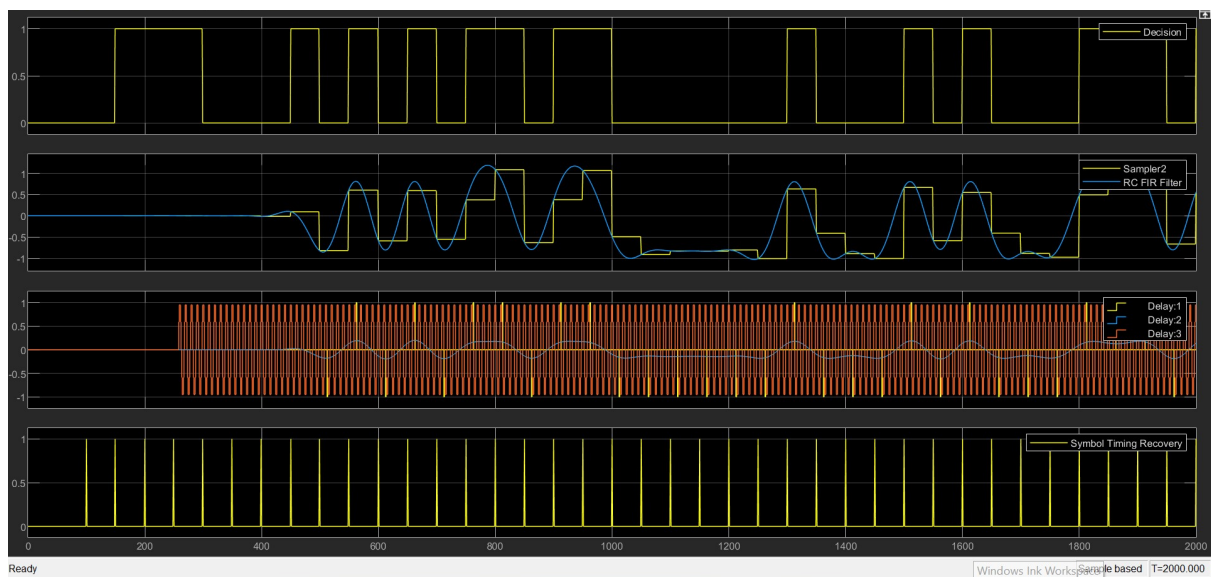 1
Decision
0.5
0
1
Sampler2
RC FIR Filter
0.5
0
-0.5
-1
1
Delay:1
0.5
Delay:2
Delay:3
0
-0.5
-1
1
Symbol Timing Recovery
0.5
0
0 200 400 600 800 1000 1200 1400 1600 1800 2000
Ready
Windows Ink Workspace
Sample based T=2000.000